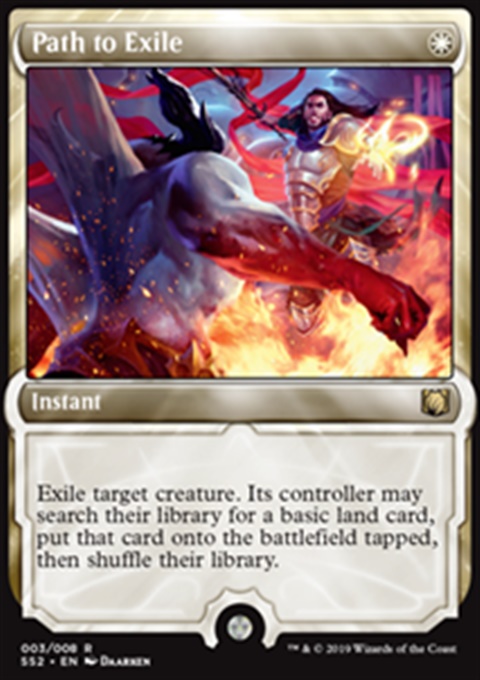 Path to Exile
Instant
Exile target creature. Its controller may
search their library for a basic land card,
put that card onto the battlefield tapped,
then shuffle their library.
003/008 R
SS2 • EN Daarken
™ & © 2019 Wizards of the Coast